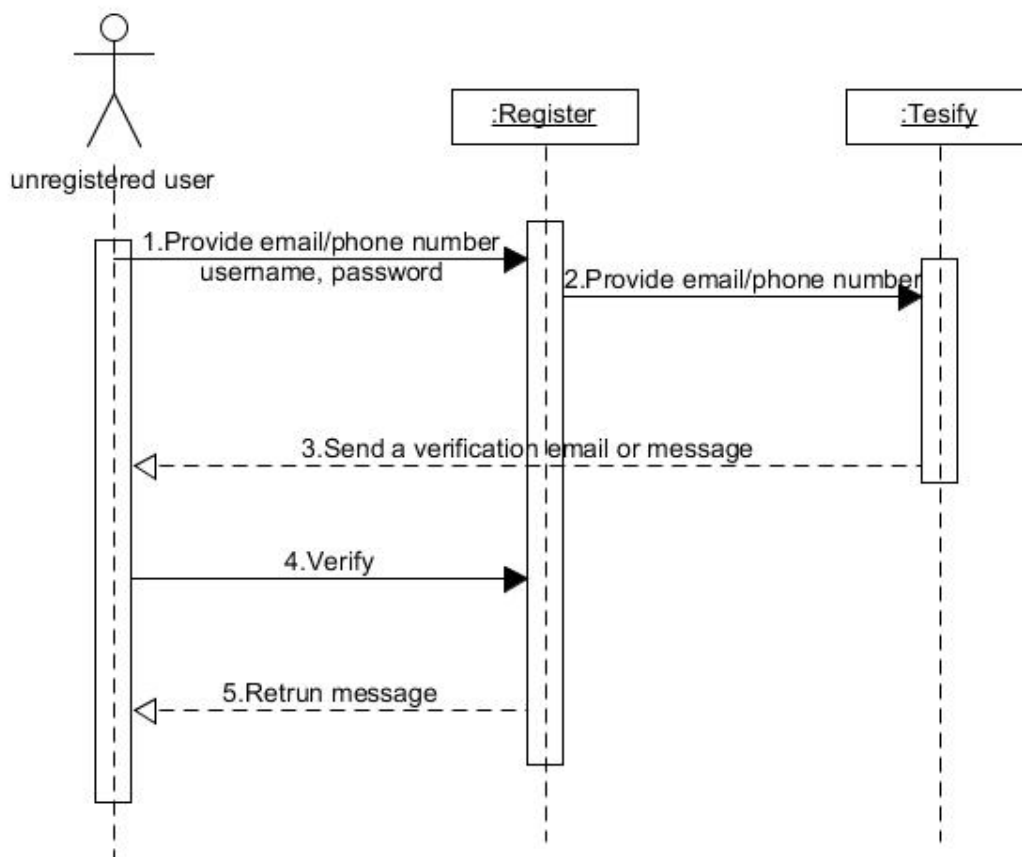 :Register
:Tesify
unregistered user
1.Provide email/phone number
username, password
2.Provide email/phone number
3.Send a verification email or message
4.Verify
5.Retrun message